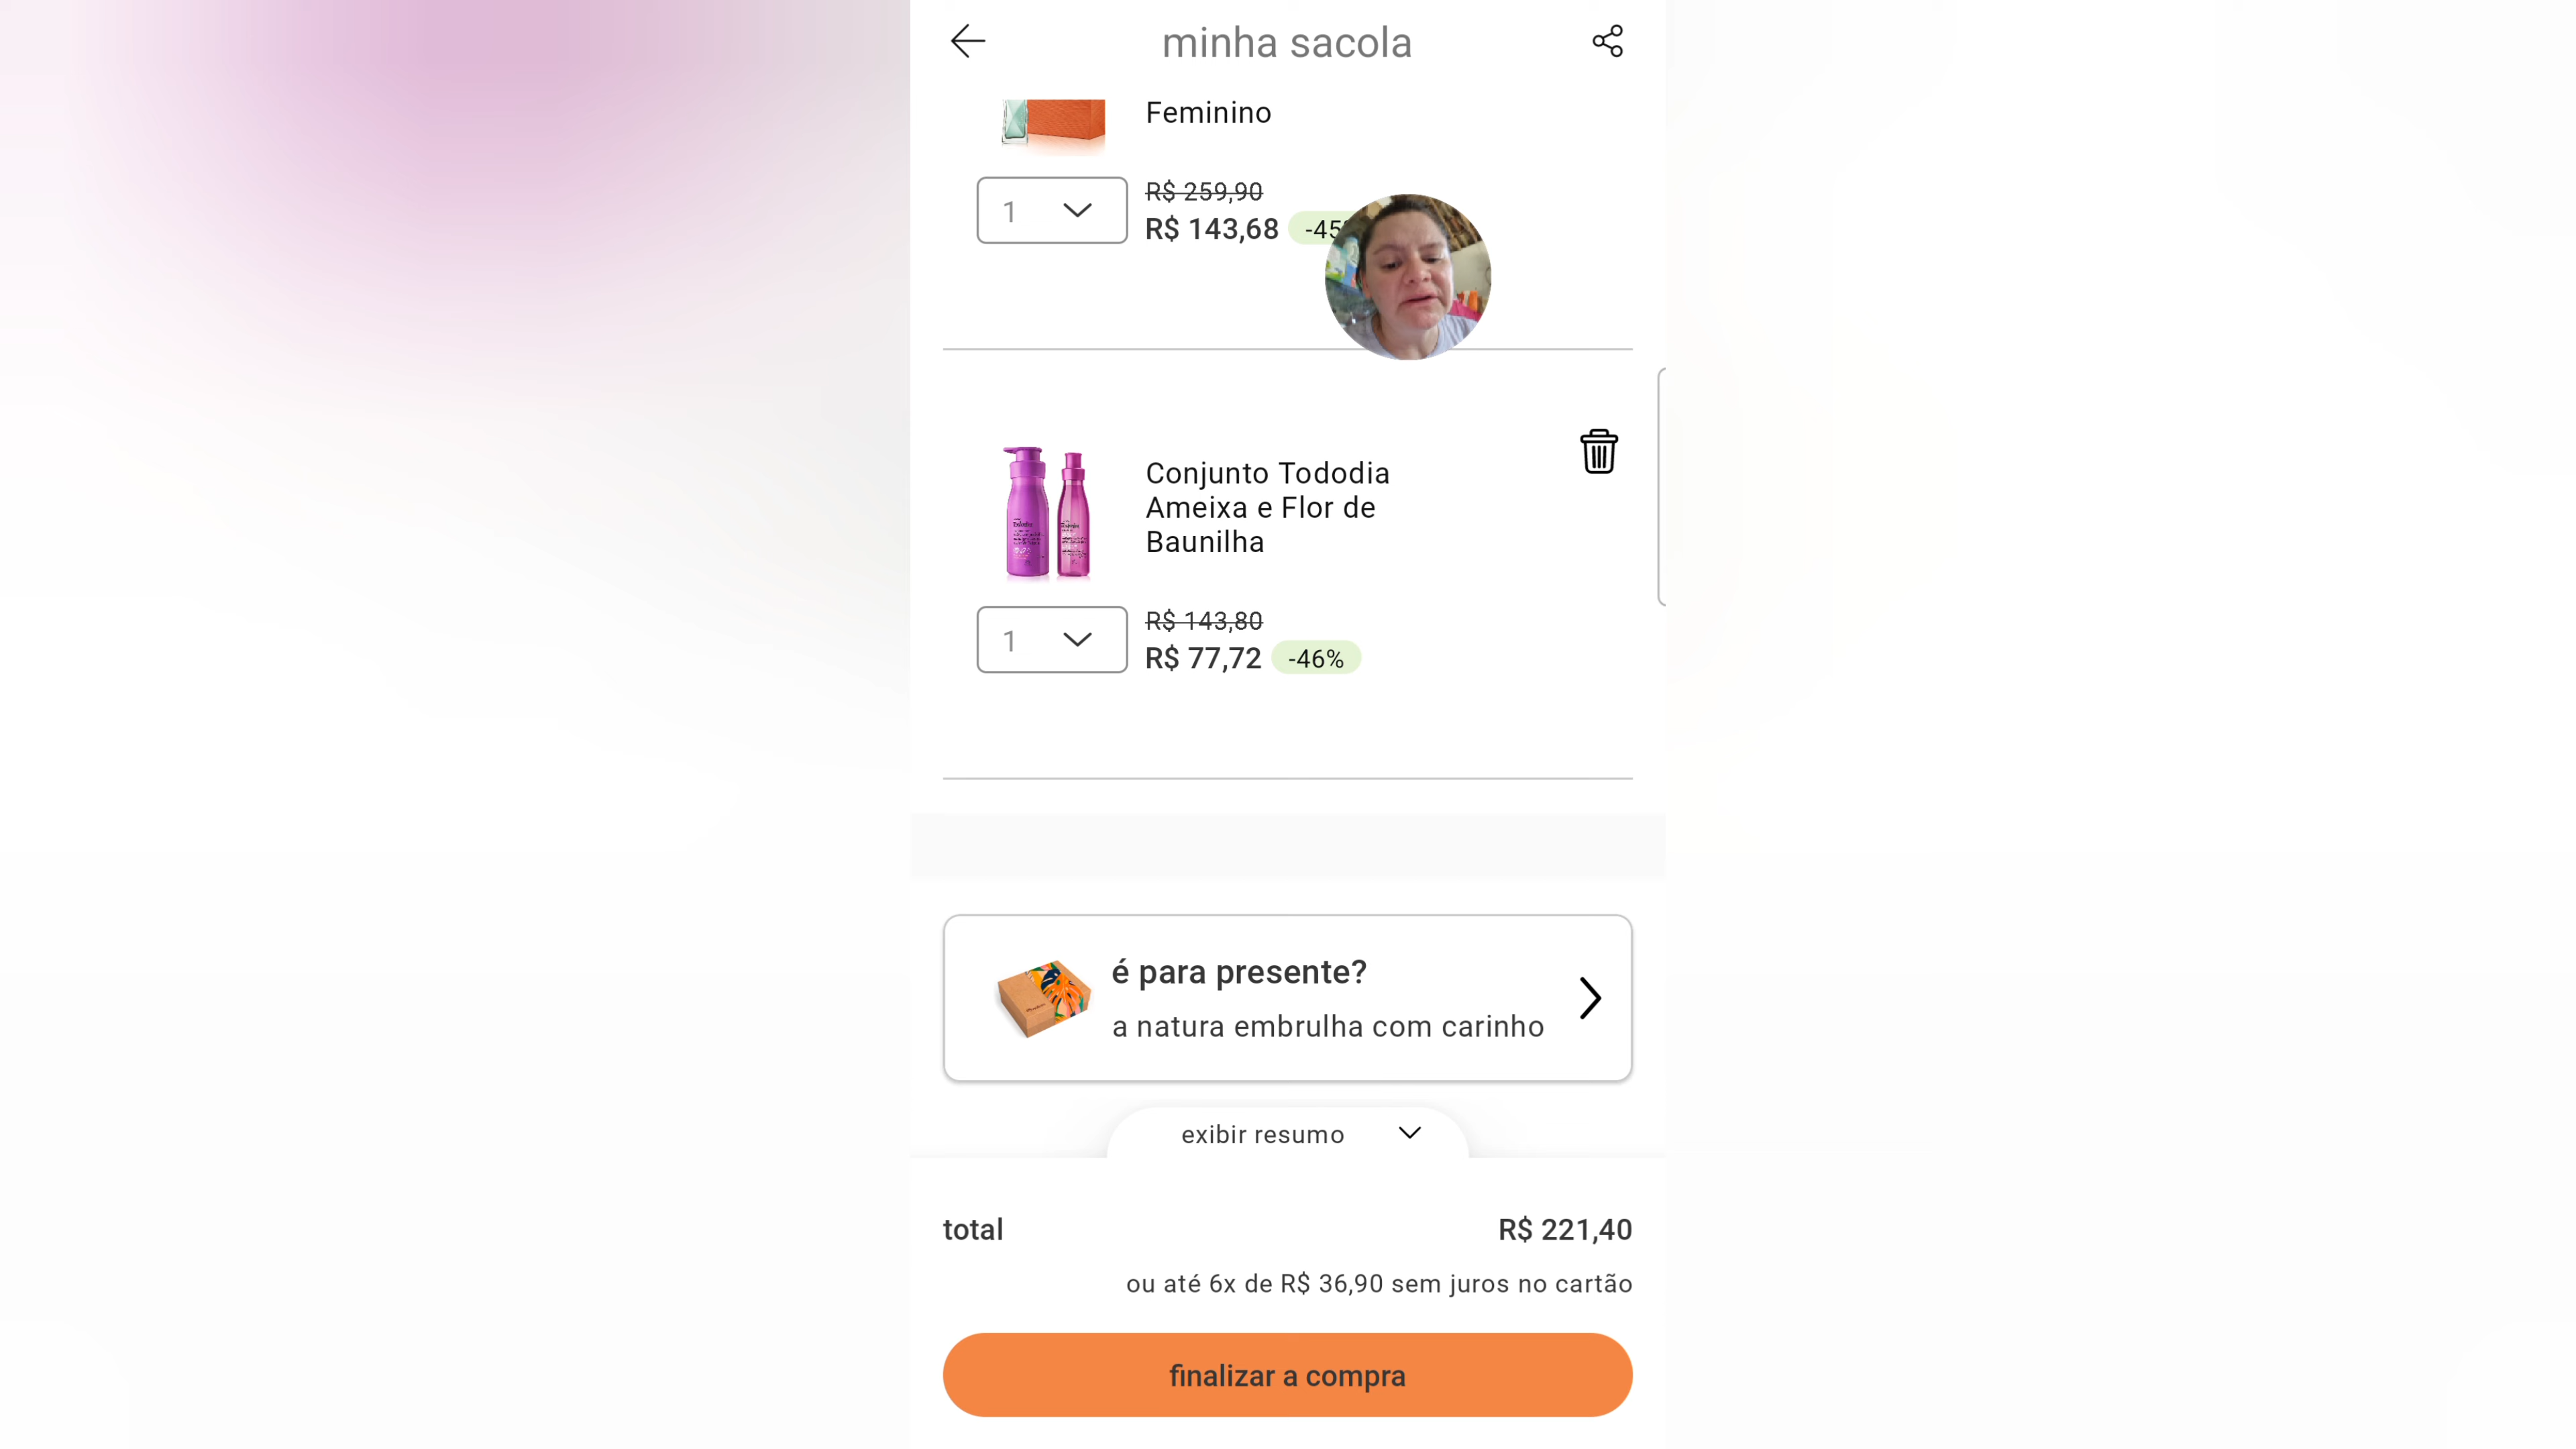 minha sacola
Feminino
1
R$ 259,90
R$ 143,68 -45
Conjunto Tododia
Ameixa e Flor de
Baunilha
1
R$ 143,80
R$ 77,72 -46%
é para presente?
a natura embrulha com carinho
exibir resumo
total R$ 221,40
ou até 6x de R$ 36,90 sem juros no cartão
finalizar a compra